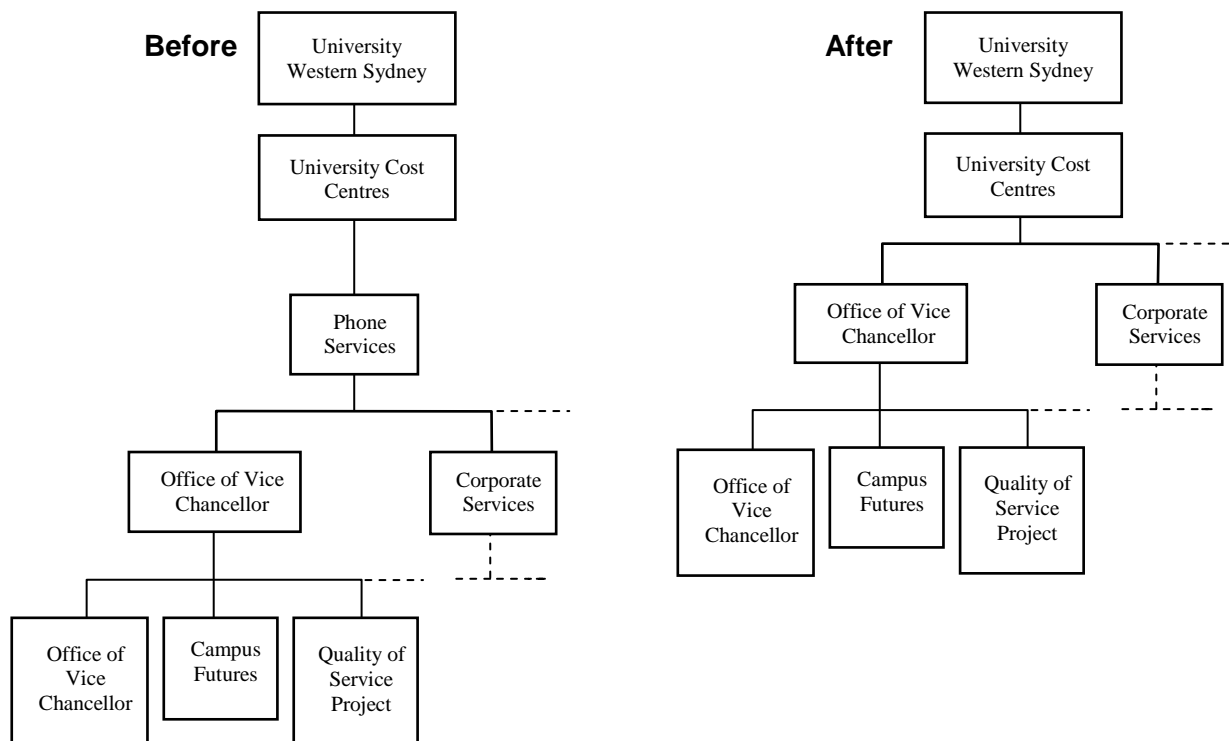 Before
University
Western Sydney
University Cost
Centres
Phone
Services
Office of Vice
Chancellor
Corporate
Services
Office of
Vice
Chancellor
Campus
Futures
Quality of
Service
Project
After
University
Western Sydney
University Cost
Centres
Office of Vice
Chancellor
Corporate
Services
Office of
Vice
Chancellor
Campus
Futures
Quality of
Service
Project